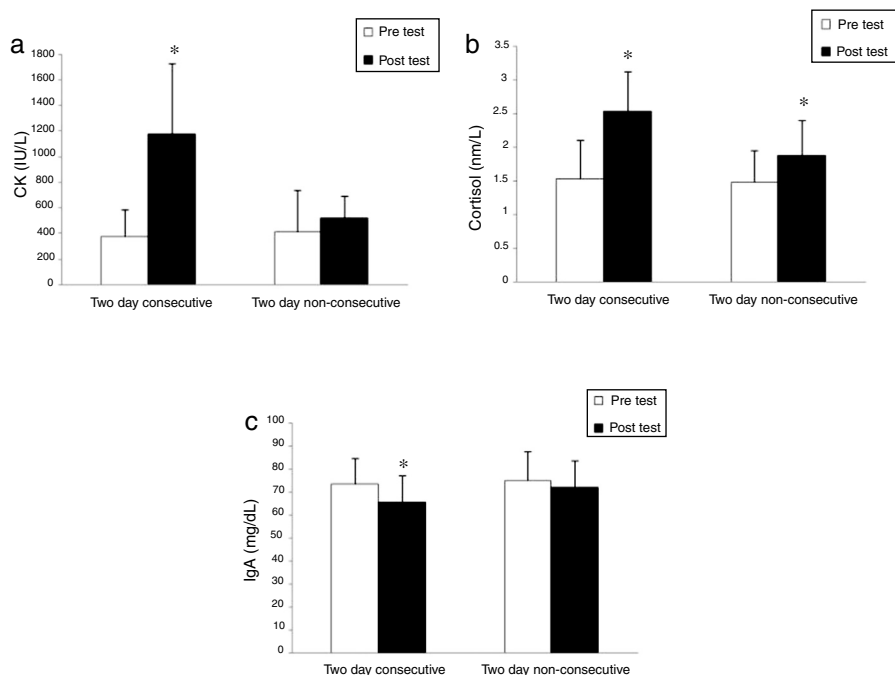 a
Pre test
Post test
1800
1600
1400
1200
1000
800
600
400
200
0
CK (IU/L)
*
Two day consecutive
Two day non-consecutive
b
Pre test
Post test
3.5
3
2.5
2
1.5
1
0.5
0
Cortisol (nm/L)
*
*
Two day consecutive
Two day non-consecutive
c
Pre test
Post test
100
90
80
70
60
50
40
30
20
10
0
IgA (mg/dL)
*
Two day consecutive
Two day non-consecutive